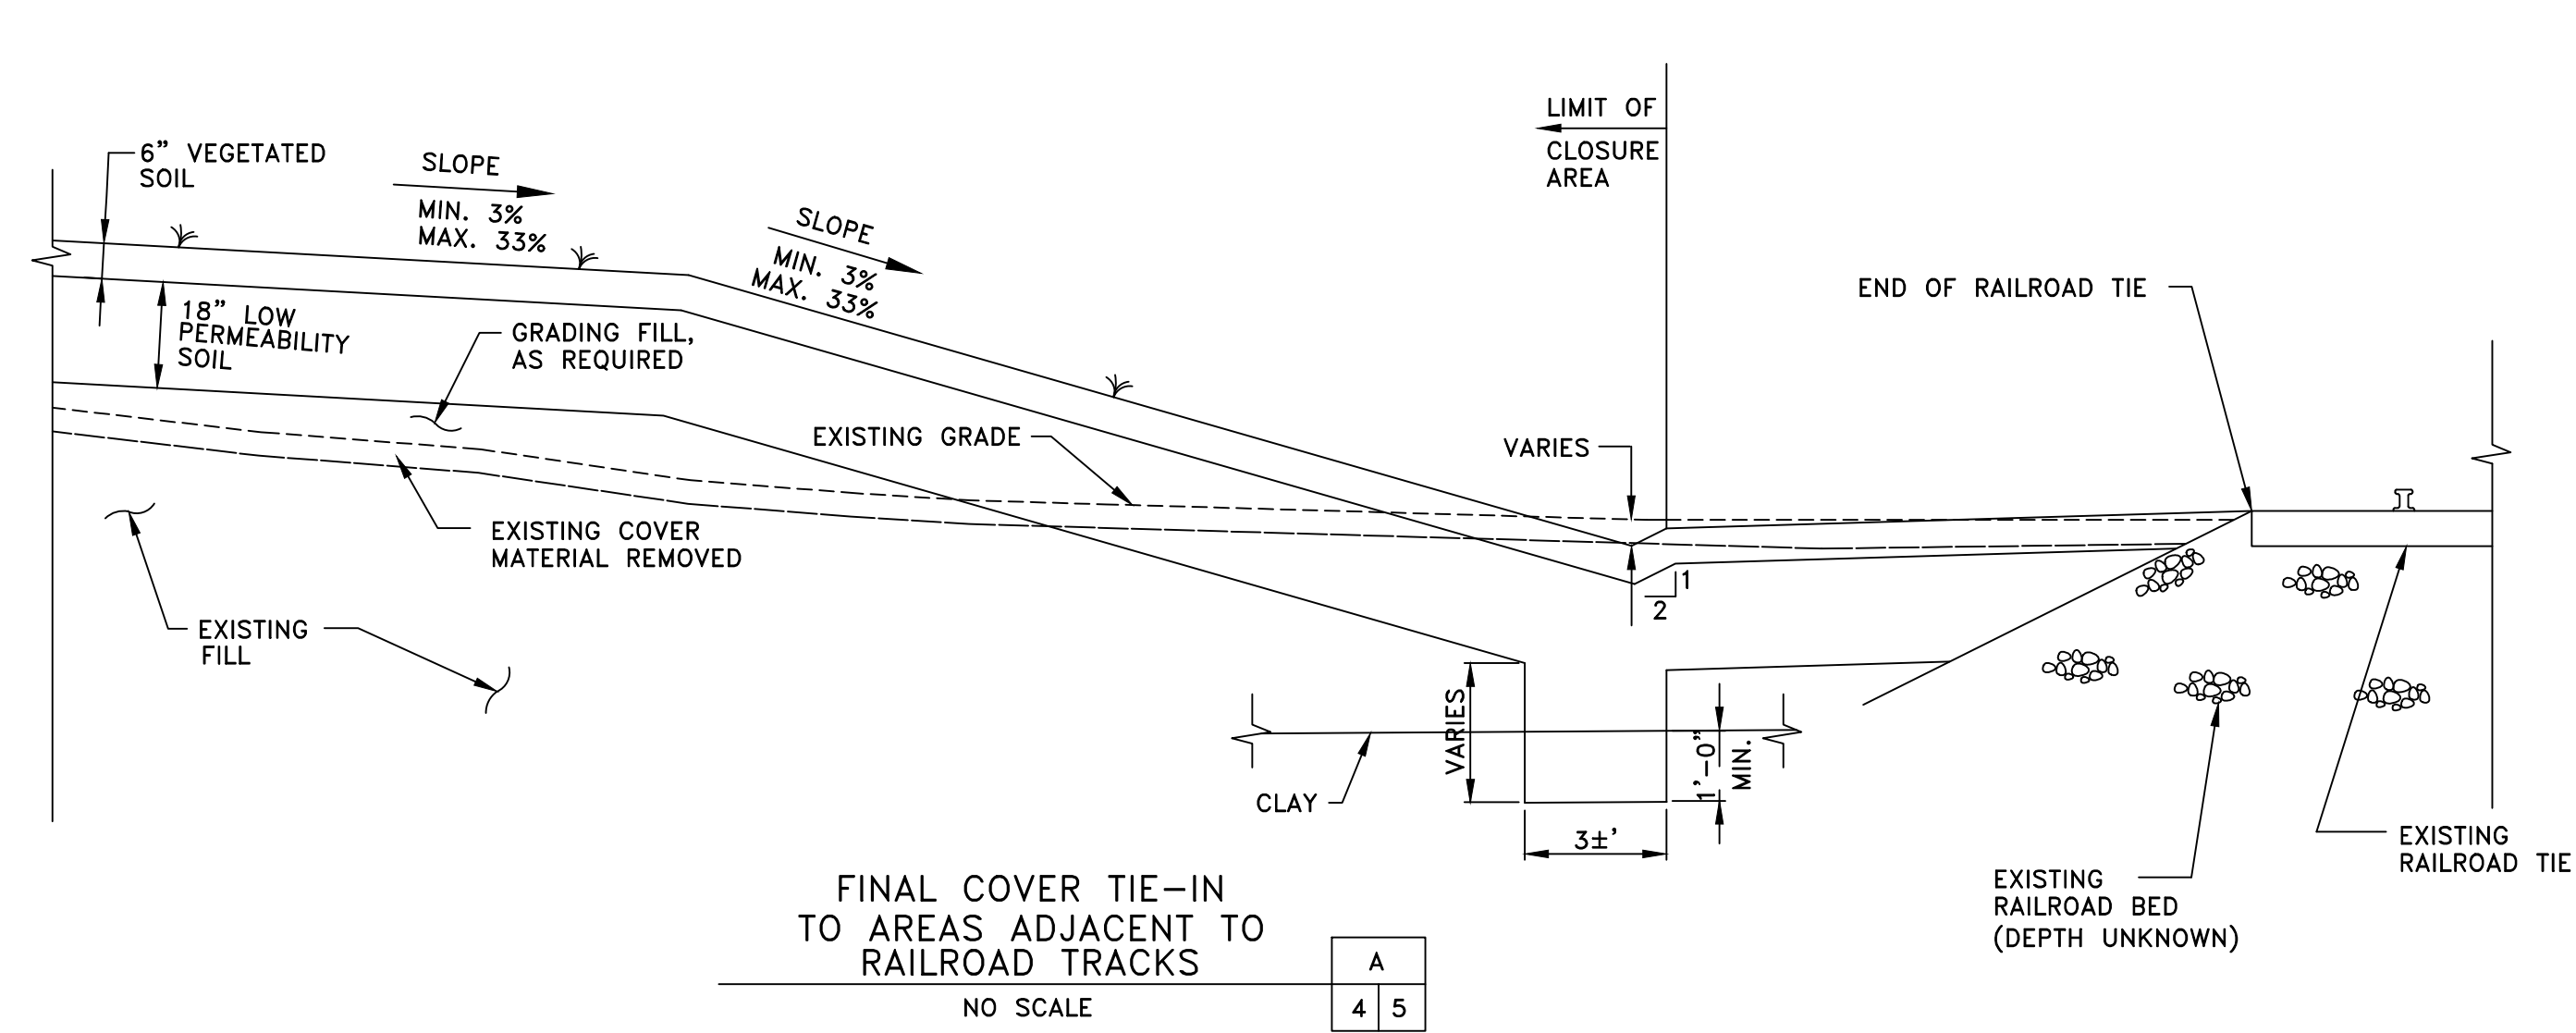 LIMIT OF
CLOSURE
AREA
6" VEGETATED
SOIL
SLOPE
MIN. 3%
MAX. 33%
SLOPE
MIN. 3%
MAX. 33%
END OF RAILROAD TIE
18" LOW
PERMEABILITY
SOIL
GRADING FILL,
AS REQUIRED
EXISTING GRADE
VARIES
EXISTING COVER
MATERIAL REMOVED
1
2
EXISTING
FILL
VARIES
1'-0"
MIN.
CLAY
3±'
EXISTING
RAILROAD TIE
EXISTING
RAILROAD BED
(DEPTH UNKNOWN)
FINAL COVER TIE-IN
TO AREAS ADJACENT TO
RAILROAD TRACKS
NO SCALE
A
4 5